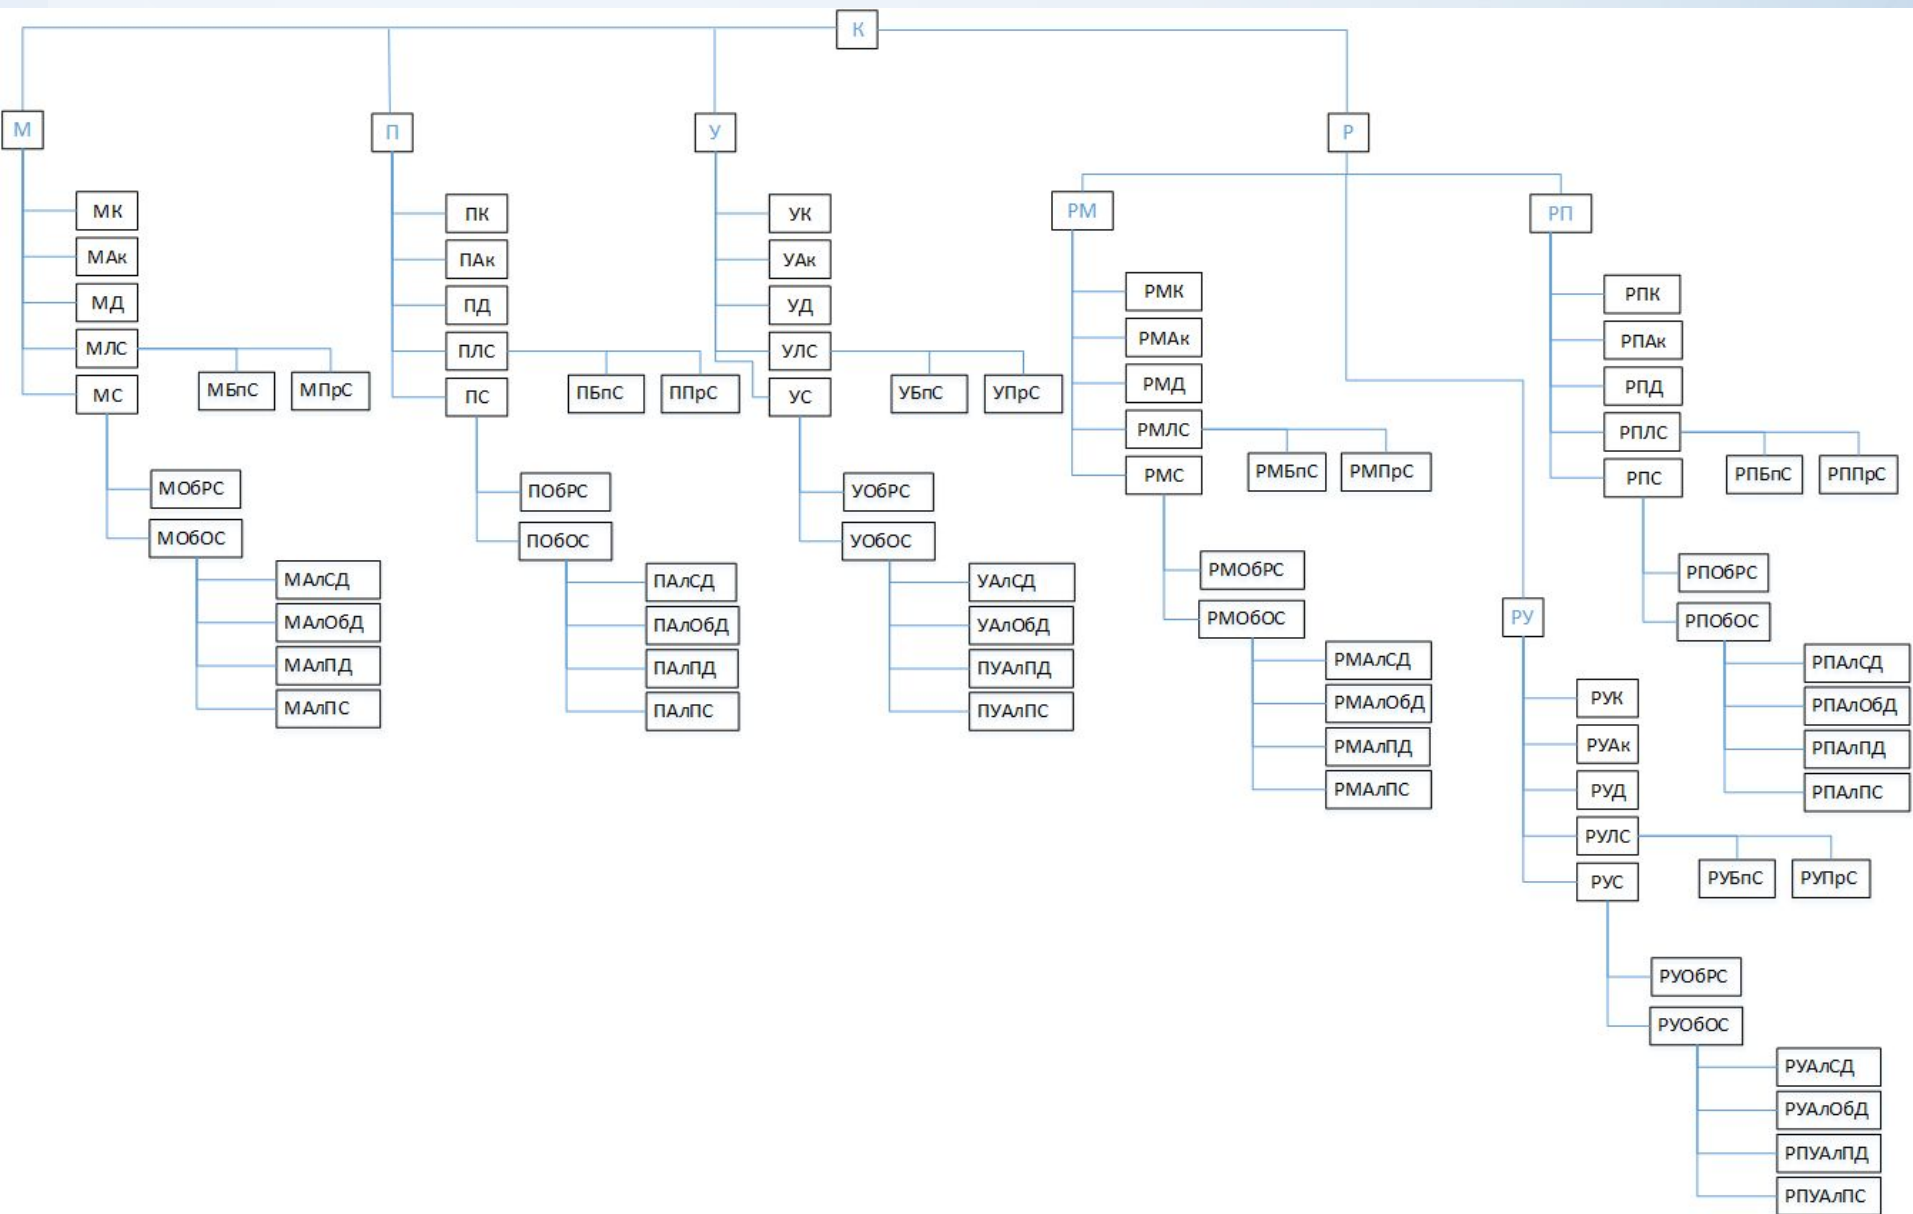 К
М
П
У
Р
МК
МАк
МД
МЛС
МС
МБпС
МПрС
МОбРС
МОбОС
МАлСД
МАлОбД
МАлПД
МАлПС
ПК
ПАк
ПД
ПЛС
ПС
ПБпС
ППрС
ПОбРС
ПОбОС
ПАлСД
ПАлОбД
ПАлПД
ПАлПС
УК
УАк
УД
УЛС
УС
УБпС
УПрС
УОбРС
УОбОС
УАлСД
УАлОбД
ПУАлПД
ПУАлПС
РМ
РМК
РМАк
РМД
РМЛС
РМС
РМБпС
РМПрС
РМОбРС
РМОбОС
РМАлСД
РМАлОбД
РМАлПД
РМАлПС
РП
РПК
РПАк
РПД
РПЛС
РПС
РПБпС
РППрС
РПОбРС
РПОбОС
РПАлСД
РПАлОбД
РПАлПД
РПАлПС
РУ
РУК
РУАк
РУД
РУЛС
РУС
РУБпС
РУПрС
РУОбРС
РУОбОС
РУАлСД
РУАлОбД
РПУАлПД
РПУАлПС